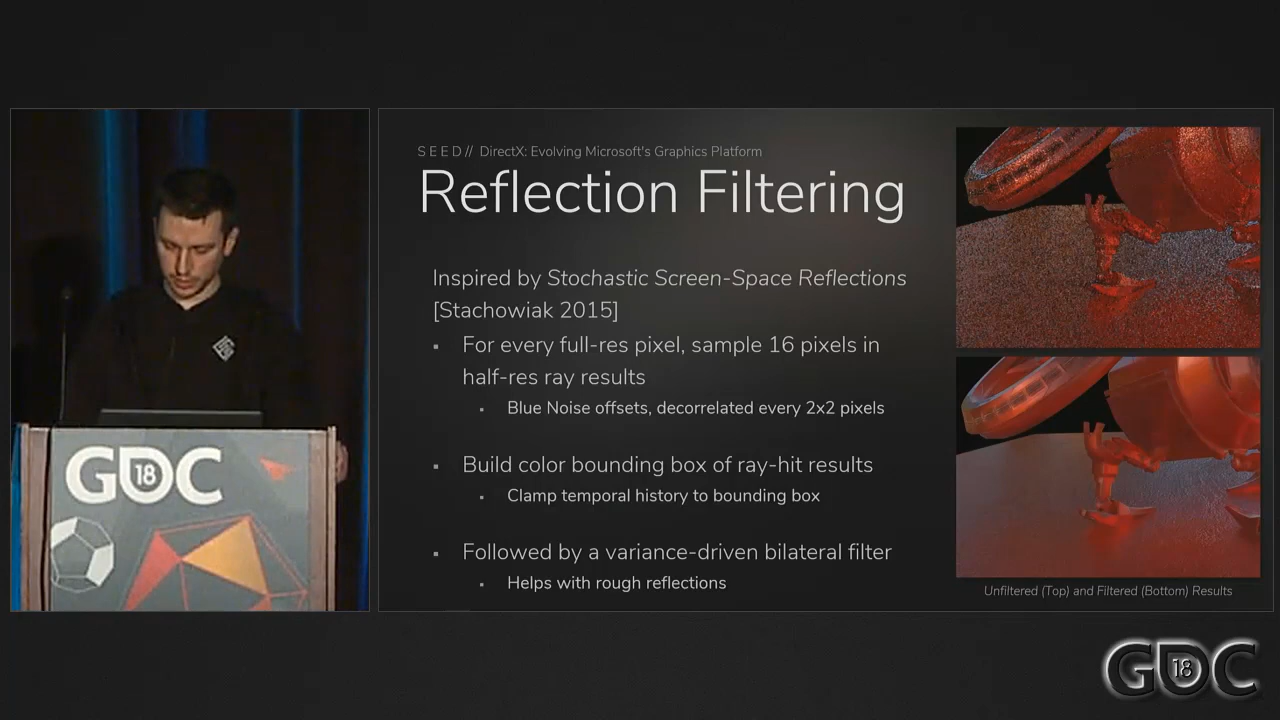 SEED// DirectX: Evolving Microsoft's Graphics Platform
Reflection Filtering
Inspired by Stochastic Screen-Space Reflections
[Stachowiak 2015]
For every full-res pixel, sample 16 pixels in
half-res ray results
Blue Noise offsets, decorrelated every 2x2 pixels
Build color bounding box of ray-hit results
Clamp temporal history to bounding box
Followed by a variance-driven bilateral filter
Helps with rough reflections
Unfiltered (Top) and Filtered (Bottom) Results
GDC 18
GDC 18